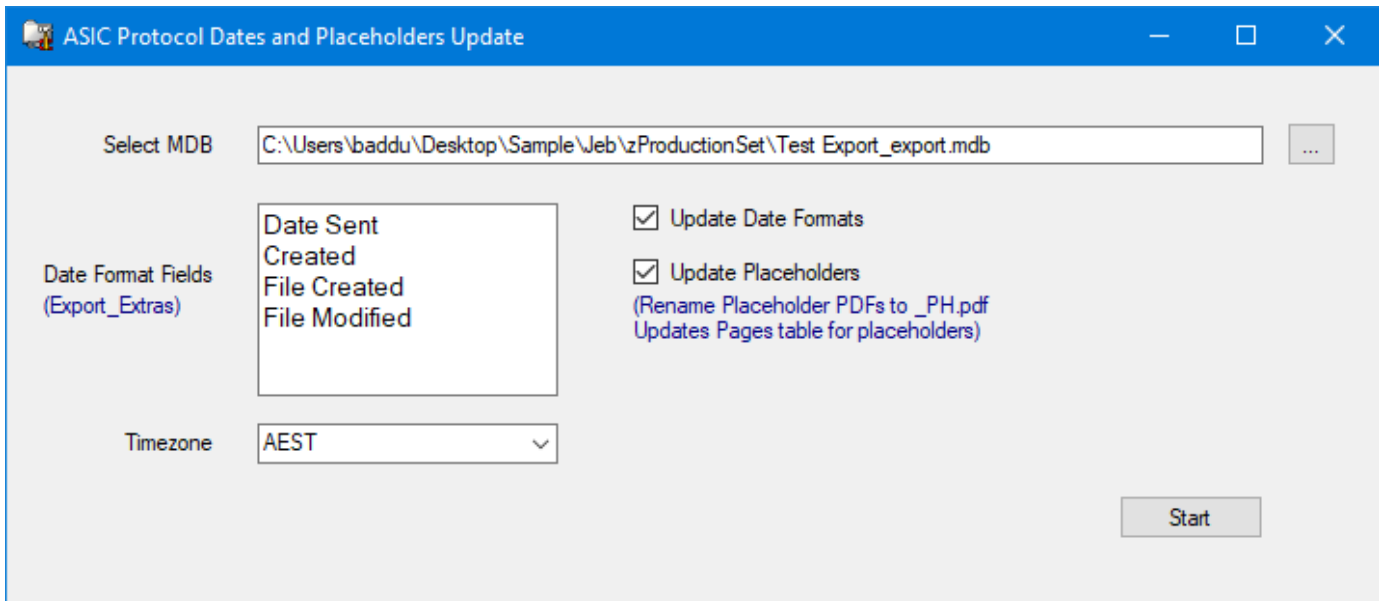 ASIC Protocol Dates and Placeholders Update
Select MDB
C:\Users\baddu\Desktop\Sample\Jeb\zProductionSet\Test Export_export.mdb
...
Date Format Fields
(Export_Extras)
Date Sent
Created
File Created
File Modified
Update Date Formats
Update Placeholders
(Rename Placeholder PDFs to _PH.pdf
Updates Pages table for placeholders)
Timezone
AEST
Start